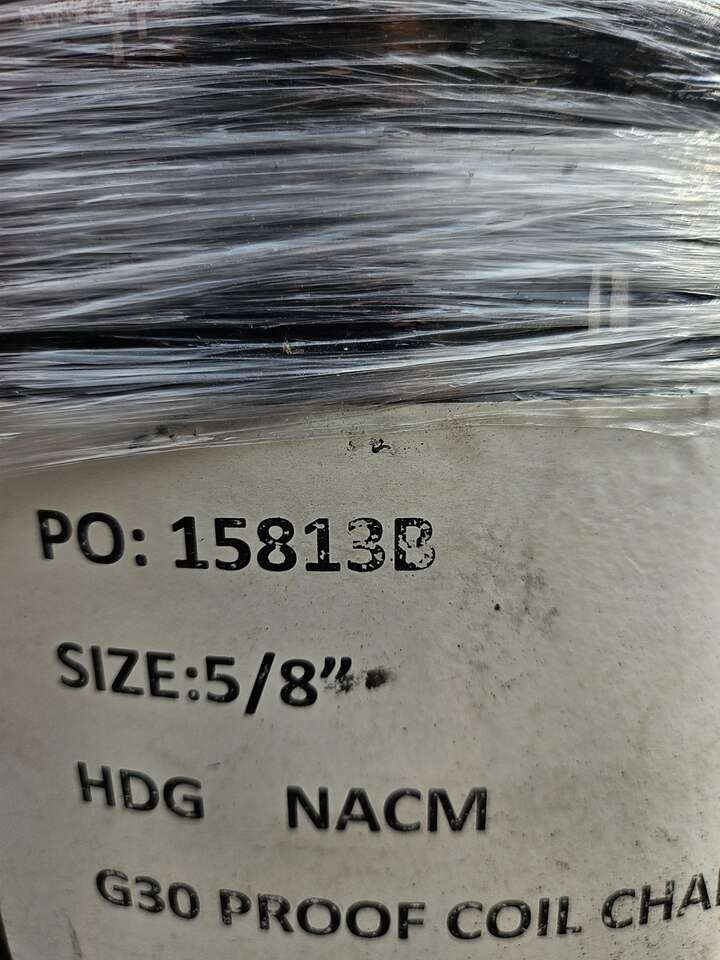 PO: 15813B
SIZE:5/8”
HDG NACM
G30 PROOF COIL